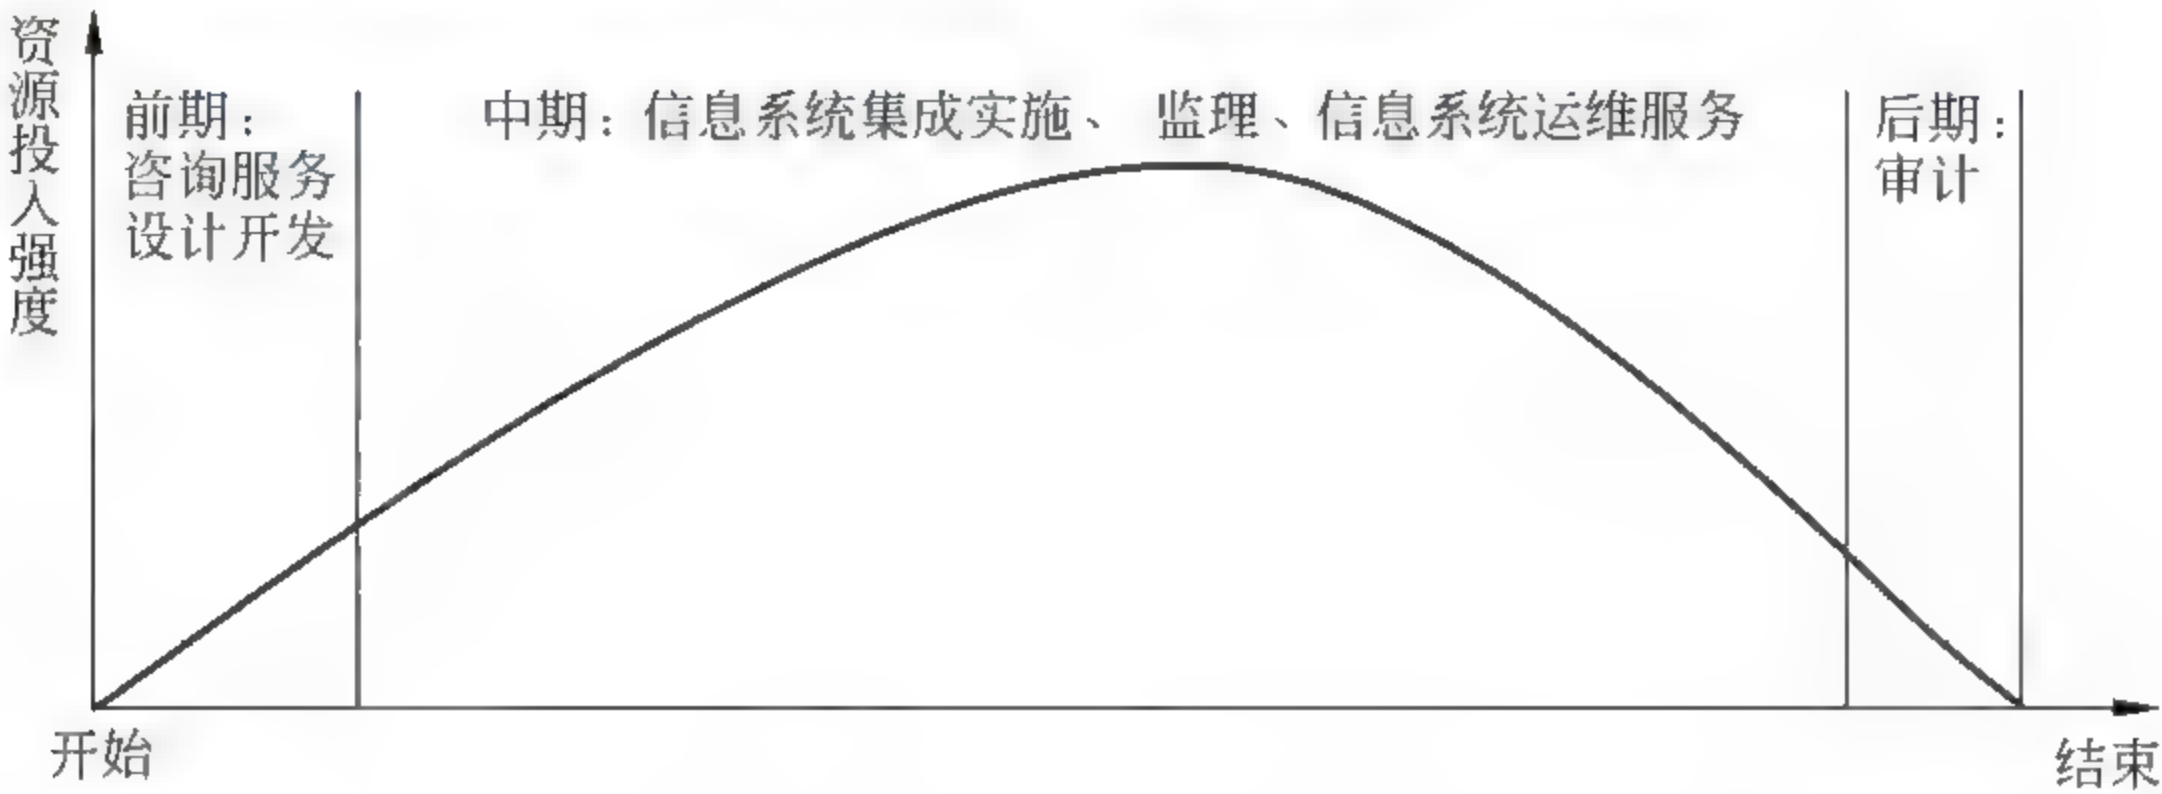 资源投入强度
前期：
咨询服务
设计开发
中期：信息系统集成实施、 监理、信息系统运维服务
后期：
审计
开始
结束